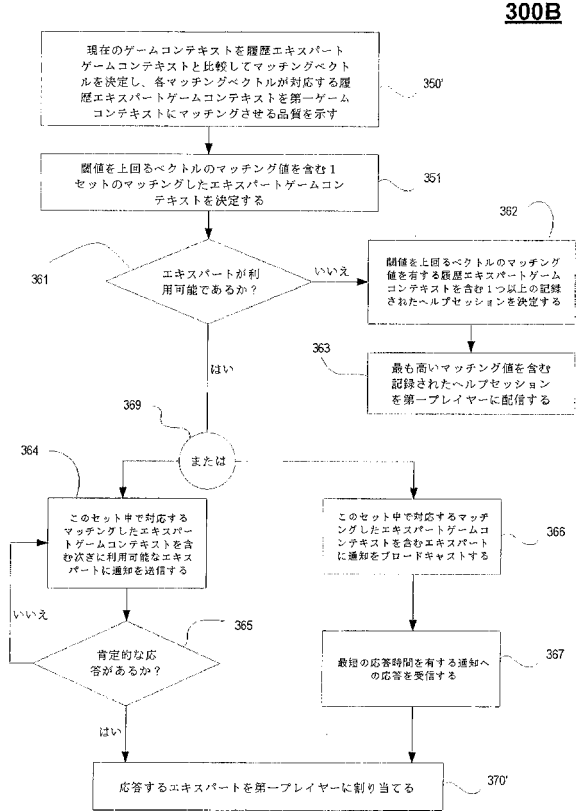 300B
現在のゲームコンテキストを履歴エキスパート
ゲームコンテキストと比較してマッチングベクト
ルを決定し、各マッチングベクトルが対応する履
歴エキスパートゲームコンテキストを第一ゲーム
コンテキストにマッチングさせる品質を示す
350'
閾値を上回るベクトルのマッチング値を含む1
セットのマッチングしたエキスパートゲームコン
テキストを決定する
351
361
エキスパートが利
用可能であるか?
いいえ
362
閾値を上回るベクトルのマッチング
値を有する履歴エキスパートゲーム
コンテキストを含む1つ以上の記録
されたヘルプセッションを決定する
363
最も高いマッチング値を含む
記録されたヘルプセッション
を第一プレイヤーに配信する
はい
369
または
364
このセット中で対応する
マッチングしたエキスパー
トゲームコンテキストを含
む次ぎに利用可能なエキス
パートに通知を送信する
366
このセット中で対応するマッチ
ングしたエキスパートゲームコ
ンテキストを含むエキスパート
に通知をブロードキャストする
いいえ
365
肯定的な応
答があるか?
367
最短の応答時間を有する通知へ
の応答を受信する
はい
応答するエキスパートを第一プレイヤーに割り当てる
370'